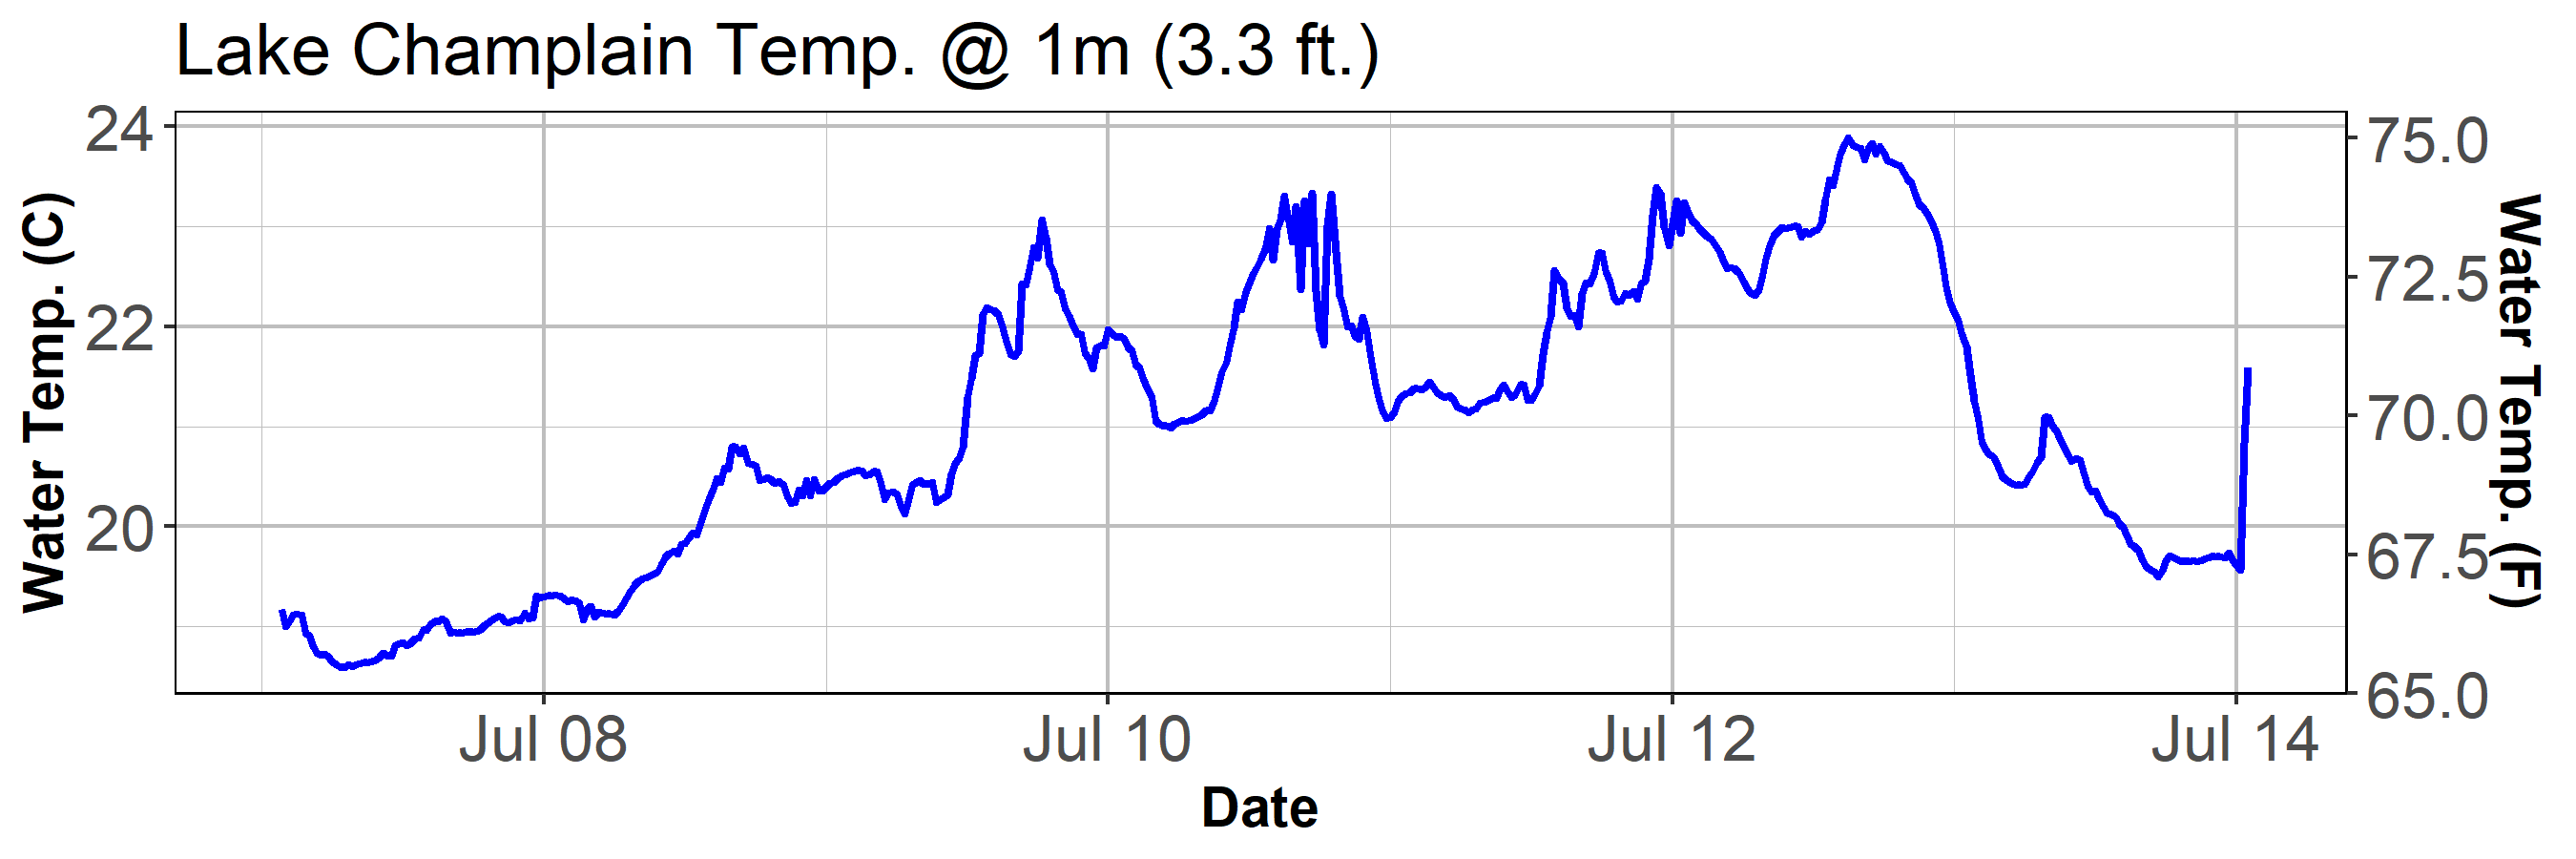 Lake Champlain Temp. @ 1m (3.3 ft.)
24
22
20
Water Temp. (C)
75.0
72.5
70.0
67.5
65.0
Water Temp. (F)
Jul 08
Jul 10
Jul 12
Jul 14
Date